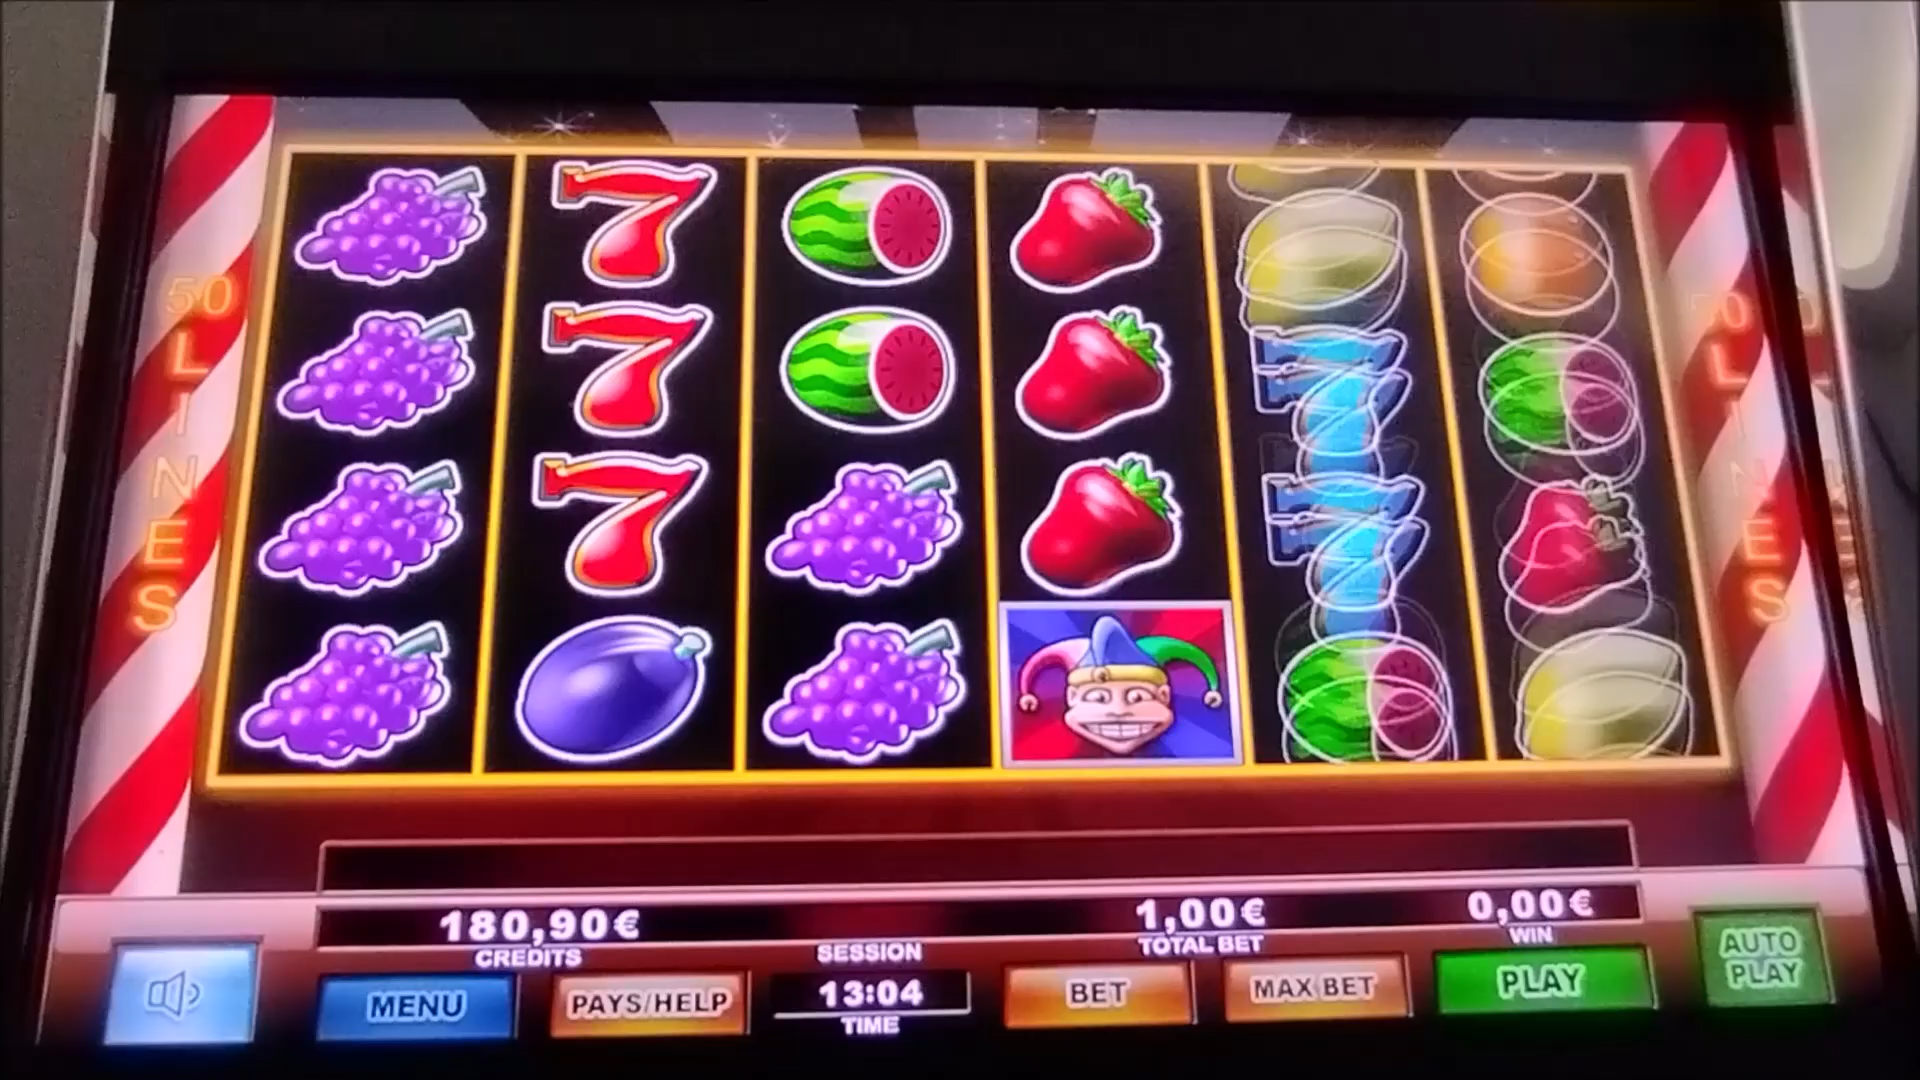 50 LINES
50 LINES
180,90€
1,00€
0,00€
CREDITS
SESSION
TOTAL BET
WIN
MENU
PAYS/HELP
13:04
TIME
BET
MAX BET
PLAY
AUTO
PLAY